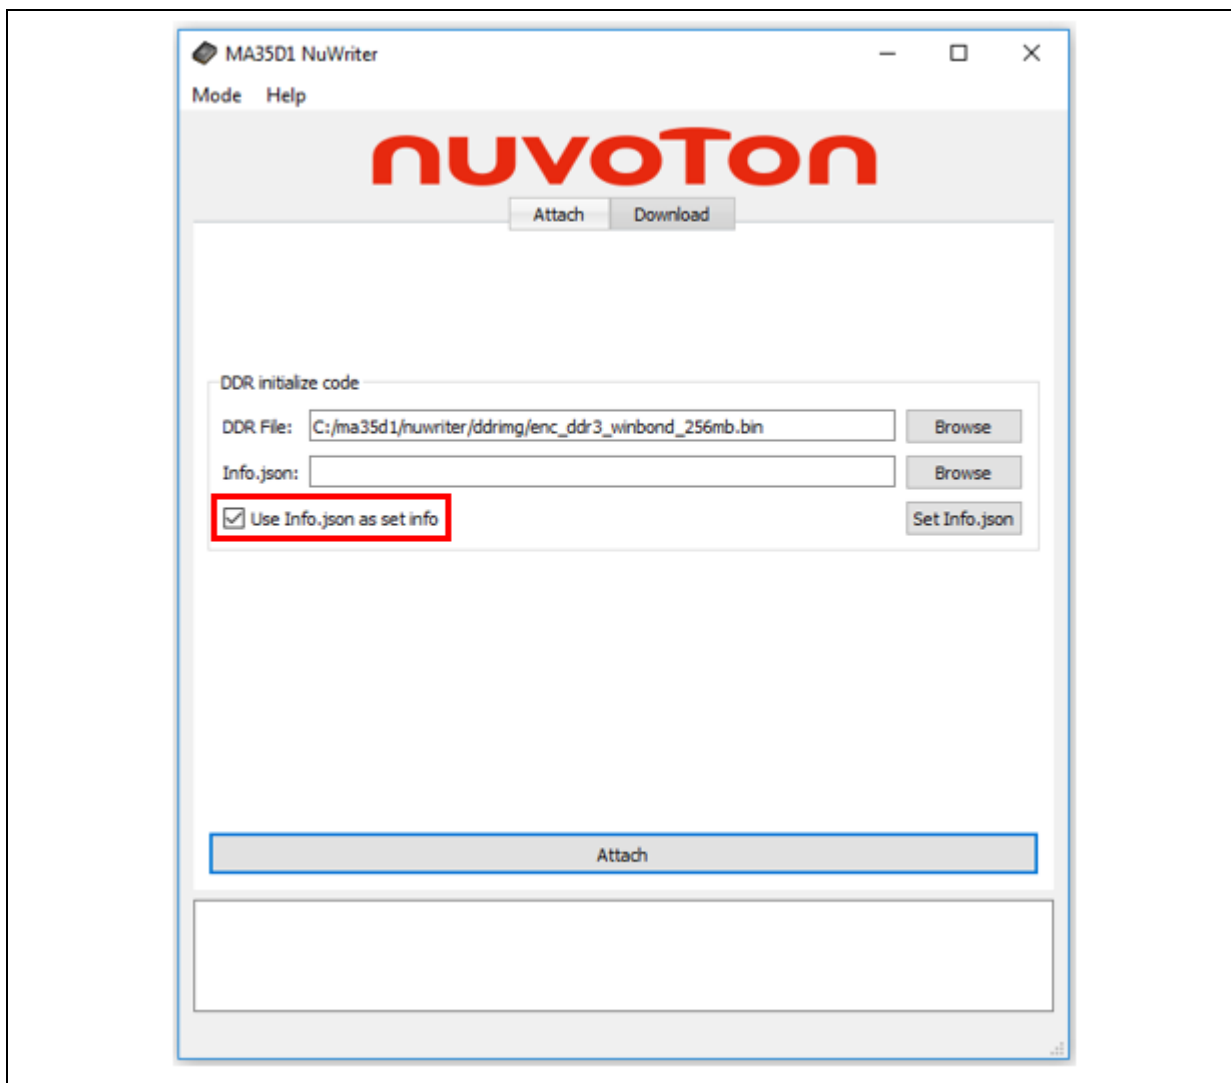 MA35D1 NuWriter
Mode Help
nuvoTon
Attach Download
DDR initialize code
DDR File: C:/ma35d1/nuwriter/ddrimg/enc_ddr3_winbond_256mb.bin Browse
Info.json: Browse
Use Info.json as set info Set Info.json
Attach